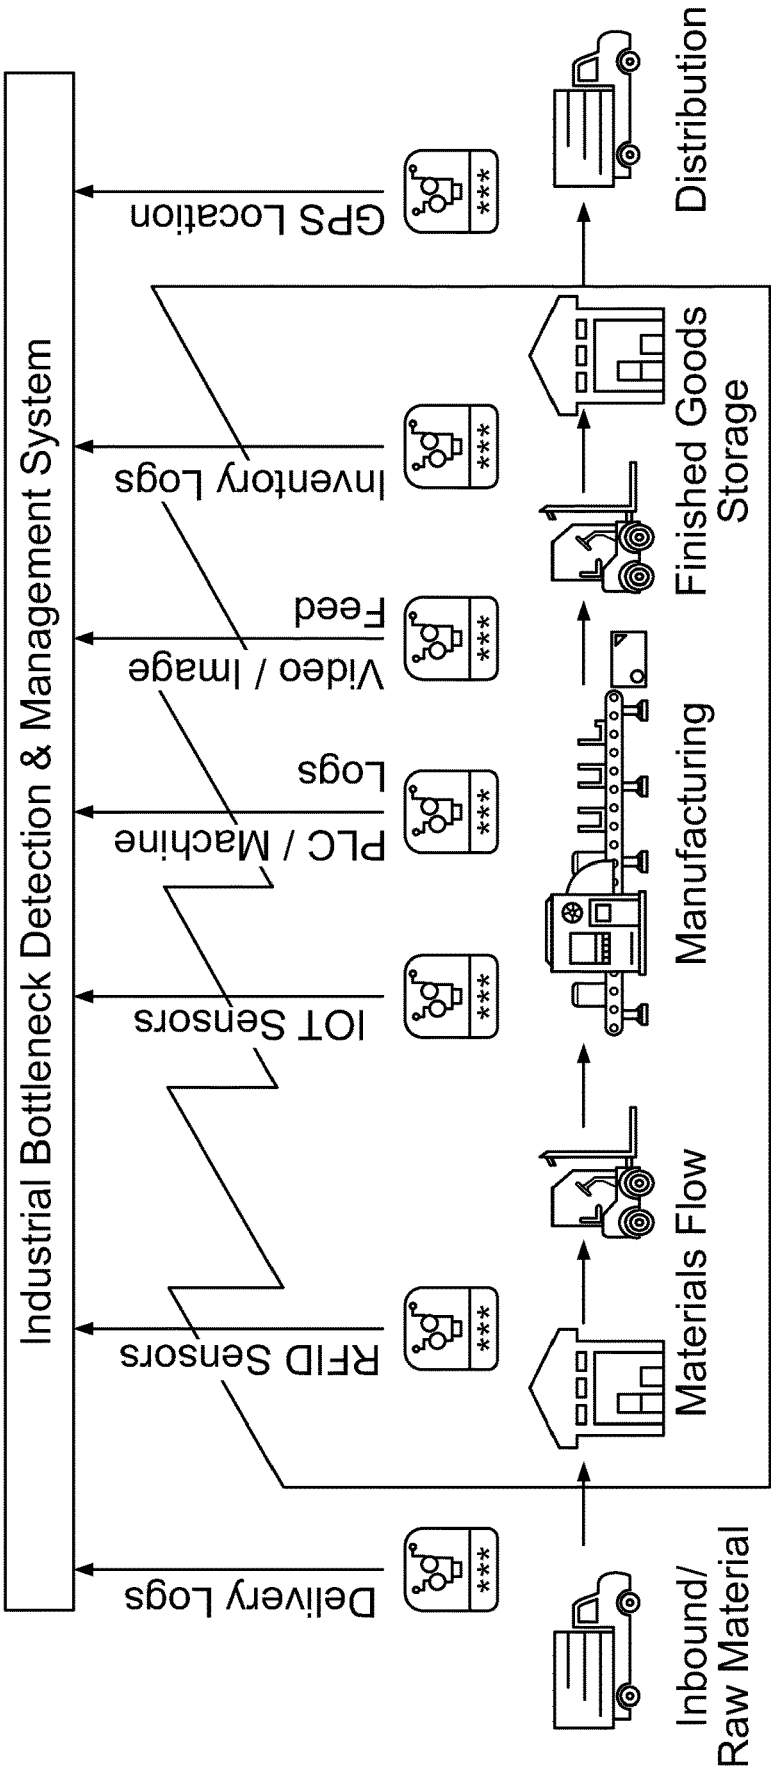 Industrial Bottleneck Detection & Management System
Delivery Logs
RFID Sensors
IOT Sensors
PLC / Machine
Logs
Video / Image
Feed
Inventory Logs
GPS Location
***
***
***
***
***
***
***
Inbound/
Raw Material
Materials Flow
Manufacturing
Finished Goods
Storage
Distribution